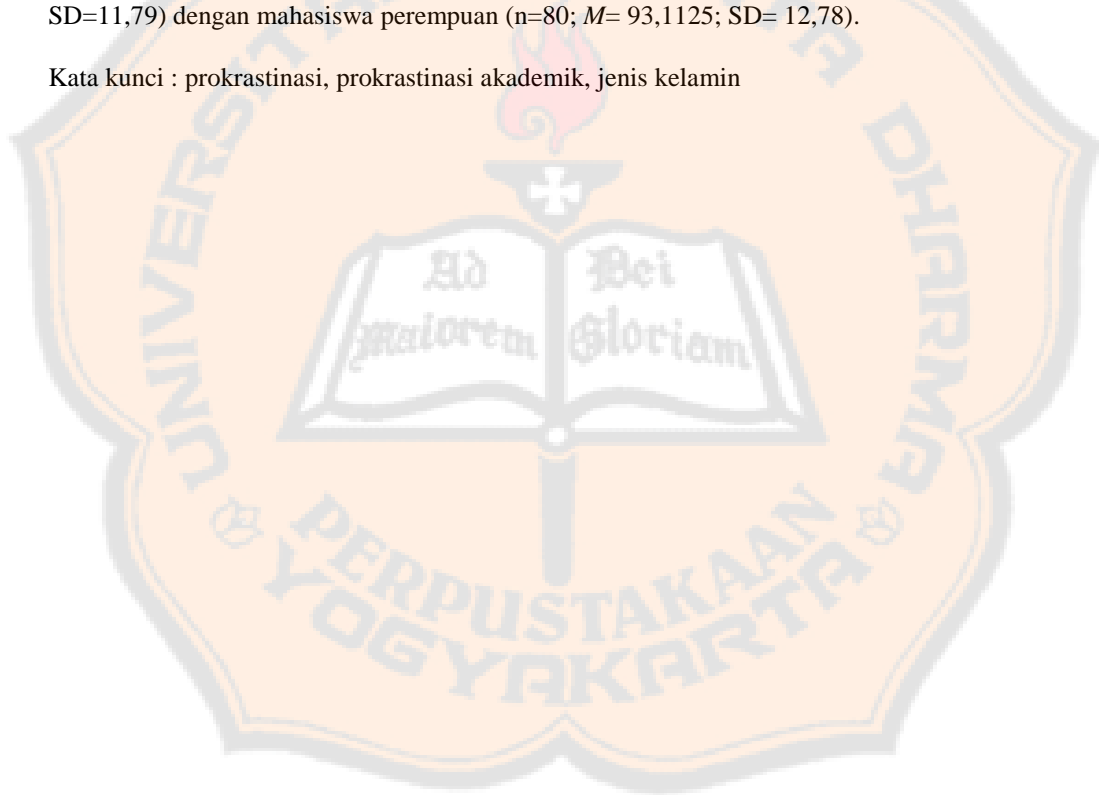 SD=11,79) dengan mahasiswa perempuan (n=80; M= 93,1125; SD= 12,78).
Kata kunci : prokrastinasi, prokrastinasi akademik, jenis kelamin
UNIVERSITAS SANATA DHARMA
Ad Dei
Maiorem Gloriam
PERPUSTAKAAN
YOGYAKARTA